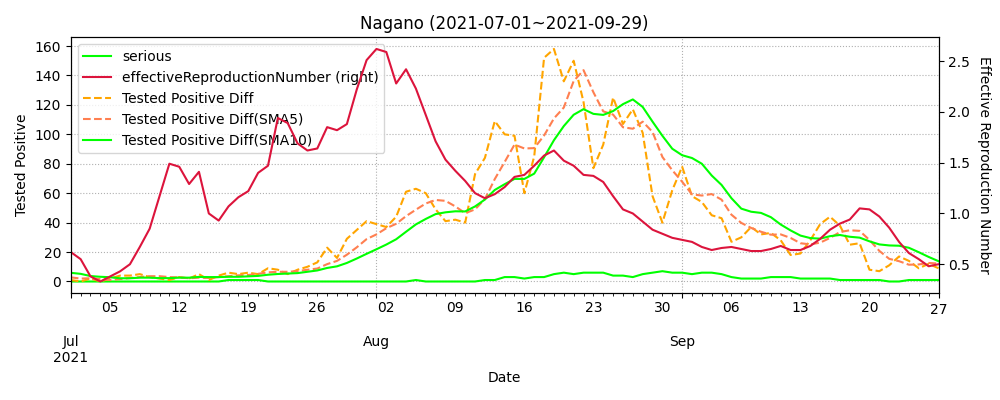 Nagano (2021-07-01~2021-09-29)
serious
effectiveReproductionNumber (right)
Tested Positive Diff
Tested Positive Diff(SMA5)
Tested Positive Diff(SMA10)
Tested Positive
160
140
120
100
80
60
40
20
0
2.5
2.0
1.5
1.0
0.5
Effective Reproduction Number
05 12 19 26 02 09 16 23 30 06 13 20 27
Jul Aug Sep
2021
Date